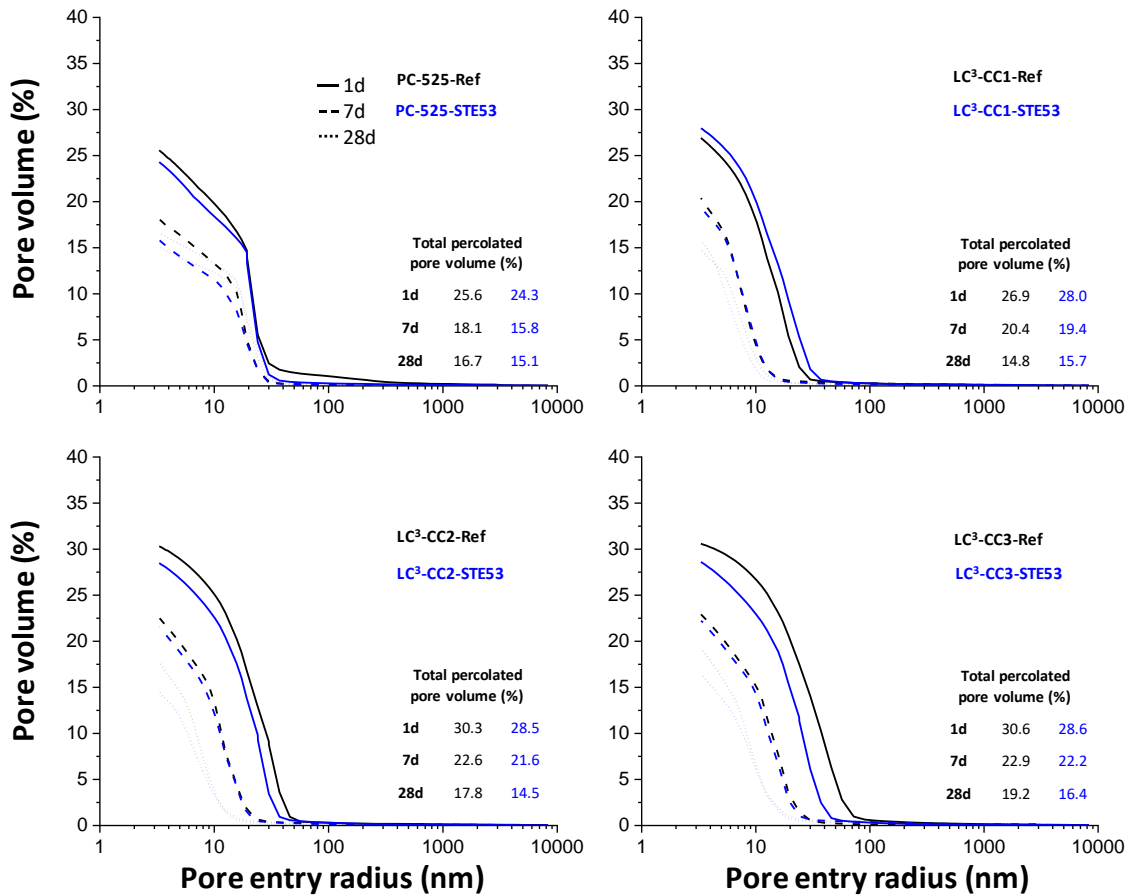 Pore volume (%)
40
35
30
25
20
15
10
5
0
1
10
100
1000
10000
1d
7d
28d
PC-525-Ref
PC-525-STE53
Total percolated
pore volume (%)
1d 25.6 24.3
7d 18.1 15.8
28d 16.7 15.1
40
35
30
25
20
15
10
5
0
1
10
100
1000
10000
LC³-CC1-Ref
LC³-CC1-STE53
Total percolated
pore volume (%)
1d 26.9 28.0
7d 20.4 19.4
28d 14.8 15.7
Pore volume (%)
40
35
30
25
20
15
10
5
0
1
10
100
1000
10000
LC³-CC2-Ref
LC³-CC2-STE53
Total percolated
pore volume (%)
1d 30.3 28.5
7d 22.6 21.6
28d 17.8 14.5
Pore entry radius (nm)
40
35
30
25
20
15
10
5
0
1
10
100
1000
10000
LC³-CC3-Ref
LC³-CC3-STE53
Total percolated
pore volume (%)
1d 30.6 28.6
7d 22.9 22.2
28d 19.2 16.4
Pore entry radius (nm)